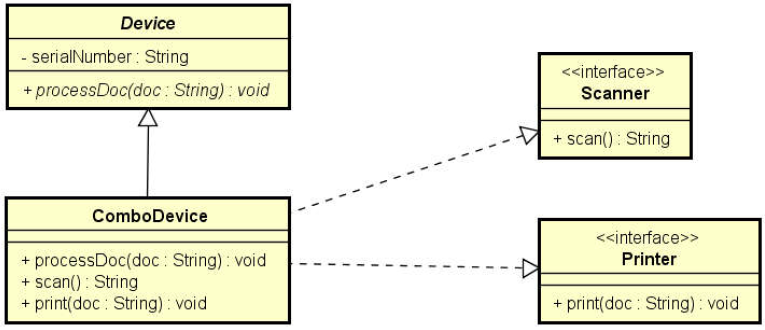 Device
- serialNumber : String
+ processDoc(doc : String) : void
<<interface>>
Scanner
+ scan() : String
ComboDevice
+ processDoc(doc : String) : void
+ scan() : String
+ print(doc : String) : void
<<interface>>
Printer
+ print(doc : String) : void